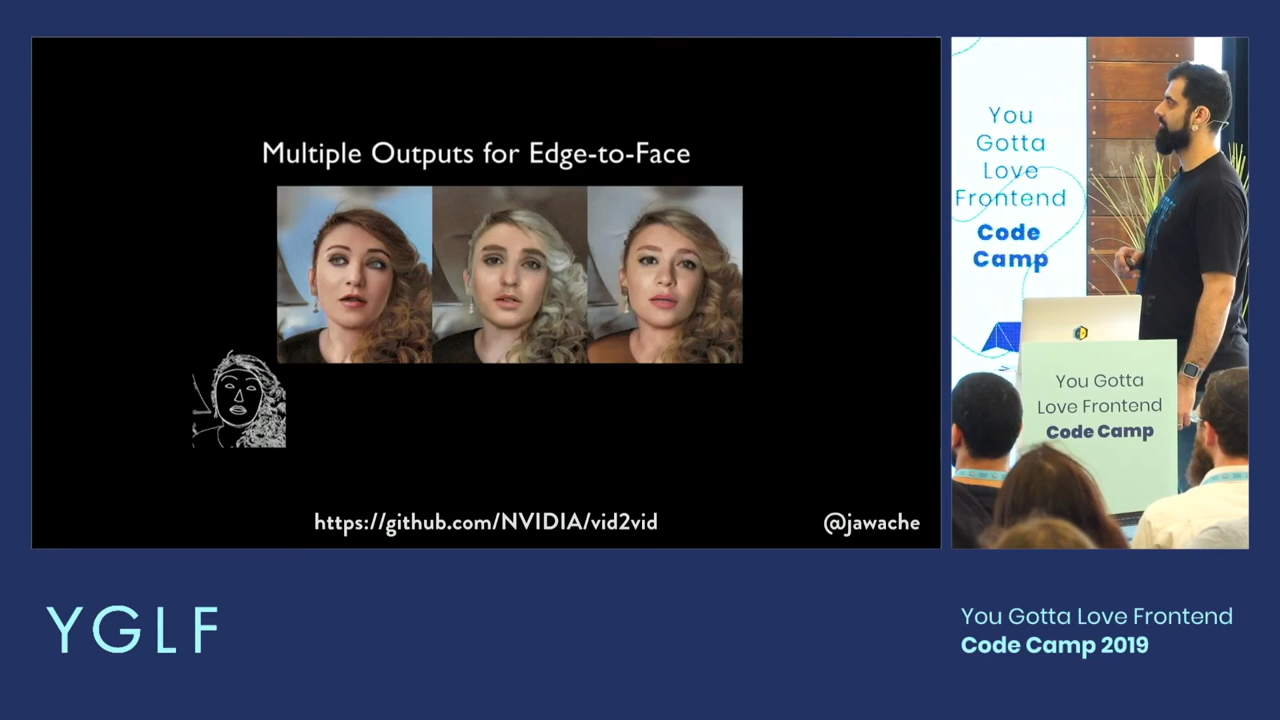 Multiple Outputs for Edge-to-Face
https://github.com/NVIDIA/vid2vid
@jawache
You
Gotta
Love
Frontend
Code
Camp
You Gotta
Love Frontend
Code Camp
YGLF
You Gotta Love Frontend
Code Camp 2019